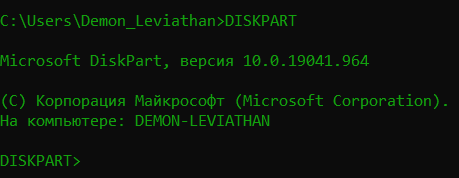 C:\Users\Demon_Leviathan>DISKPART
Microsoft DiskPart, версия 10.0.19041.964
(C) Корпорация Майкрософт (Microsoft Corporation).
На компьютере: DEMON-LEVIATHAN
DISKPART>